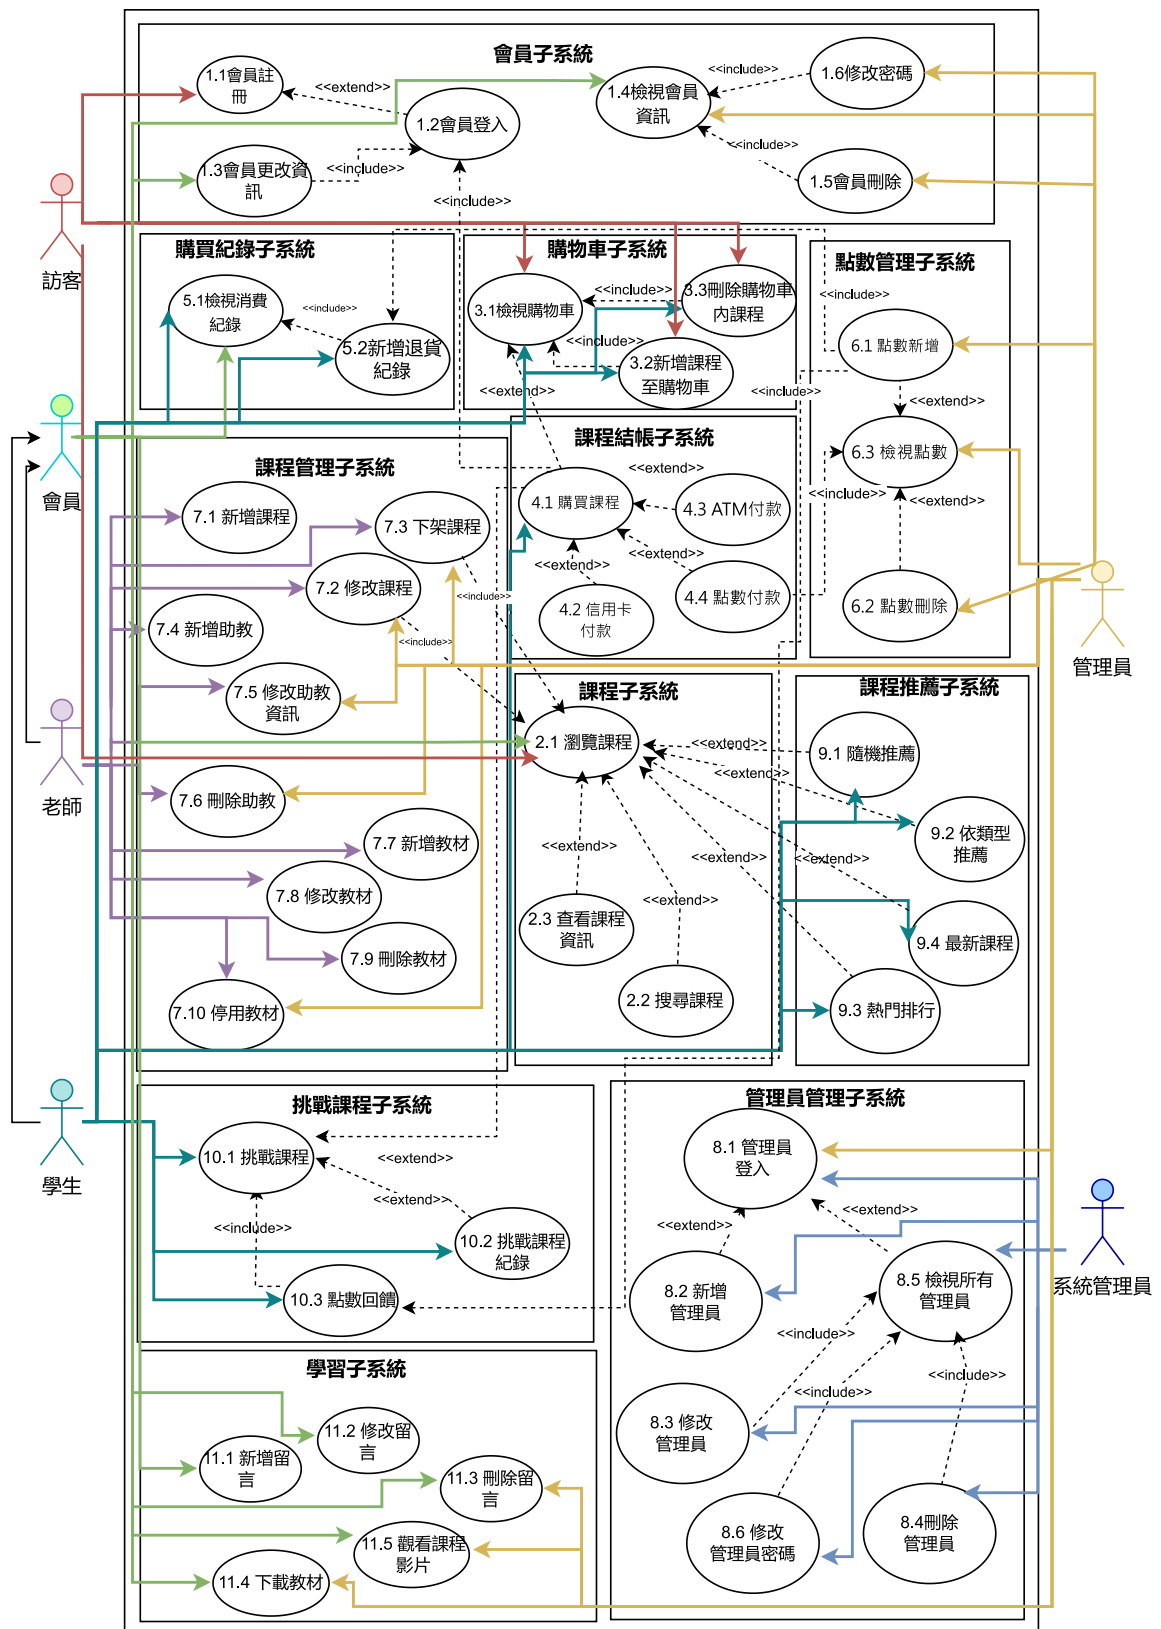 會員子系統
1.1會員註
冊
<<extend>>
1.2會員登入
1.3會員更改資
訊
<<include>>
1.4檢視會員
資訊
<<include>>
1.6修改密碼
<<include>>
1.5會員刪除
<<include>>
訪客
購買紀錄子系統
5.1檢視消費
紀錄
<<include>>
5.2新增退貨
紀錄
購物車子系統
3.1檢視購物車
<<include>>
3.3刪除購物車
內課程
<<include>>
3.2新增課程
至購物車
<<extend>>
點數管理子系統
<<include>>
6.1 點數新增
<<include>>
<<extend>>
6.3 檢視點數
<<include>>
<<extend>>
6.2 點數刪除
會員
課程管理子系統
7.1 新增課程
7.3 下架課程
7.2 修改課程
<<include>>
<<include>>
7.4 新增助教
7.5 修改助教
資訊
7.6 刪除助教
7.7 新增教材
7.8 修改教材
7.9 刪除教材
7.10 停用教材
課程結帳子系統
4.1 購買課程
<<extend>>
4.3 ATM付款
<<extend>>
<<extend>>
4.2 信用卡
付款
4.4 點數付款
管理員
課程子系統
2.1 瀏覽課程
<<extend>>
2.3 查看課程
資訊
<<extend>>
2.2 搜尋課程
課程推薦子系統
<<extend>>
9.1 隨機推薦
<<extend>>
9.2 依類型
推薦
<<extend>>
<<extend>>
9.4 最新課程
9.3 熱門排行
老師
學生
挑戰課程子系統
10.1 挑戰課程
<<extend>>
<<extend>>
<<include>>
10.2 挑戰課程
紀錄
10.3 點數回饋
管理員管理子系統
8.1 管理員
登入
<<extend>>
<<extend>>
8.2 新增
管理員
8.5 檢視所有
管理員
<<include>>
<<include>>
<<include>>
8.3 修改
管理員
8.6 修改
管理員密碼
8.4刪除
管理員
系統管理員
學習子系統
11.1 新增留
言
11.2 修改留
言
11.3 刪除留
言
11.5 觀看課程
影片
11.4 下載教材